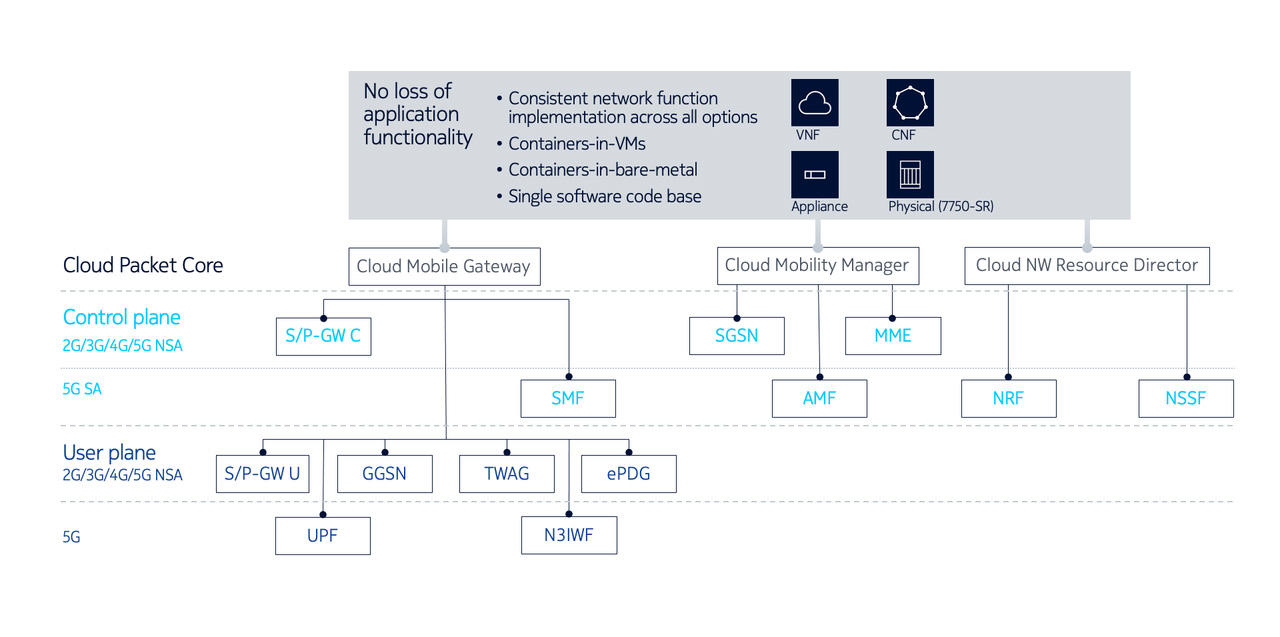 No loss of
application
functionality
• Consistent network function
implementation across all options
• Containers-in-VMs
• Containers-in-bare-metal
• Single software code base
VNF
CNF
Appliance
Physical (7750-SR)
Cloud Packet Core
Cloud Mobile Gateway
Cloud Mobility Manager
Cloud NW Resource Director
Control plane
2G/3G/4G/5G NSA
S/P-GW C
SGSN
MME
5G SA
SMF
AMF
NRF
NSSF
User plane
2G/3G/4G/5G NSA
S/P-GW U
GGSN
TWAG
ePDG
5G
UPF
N3IWF